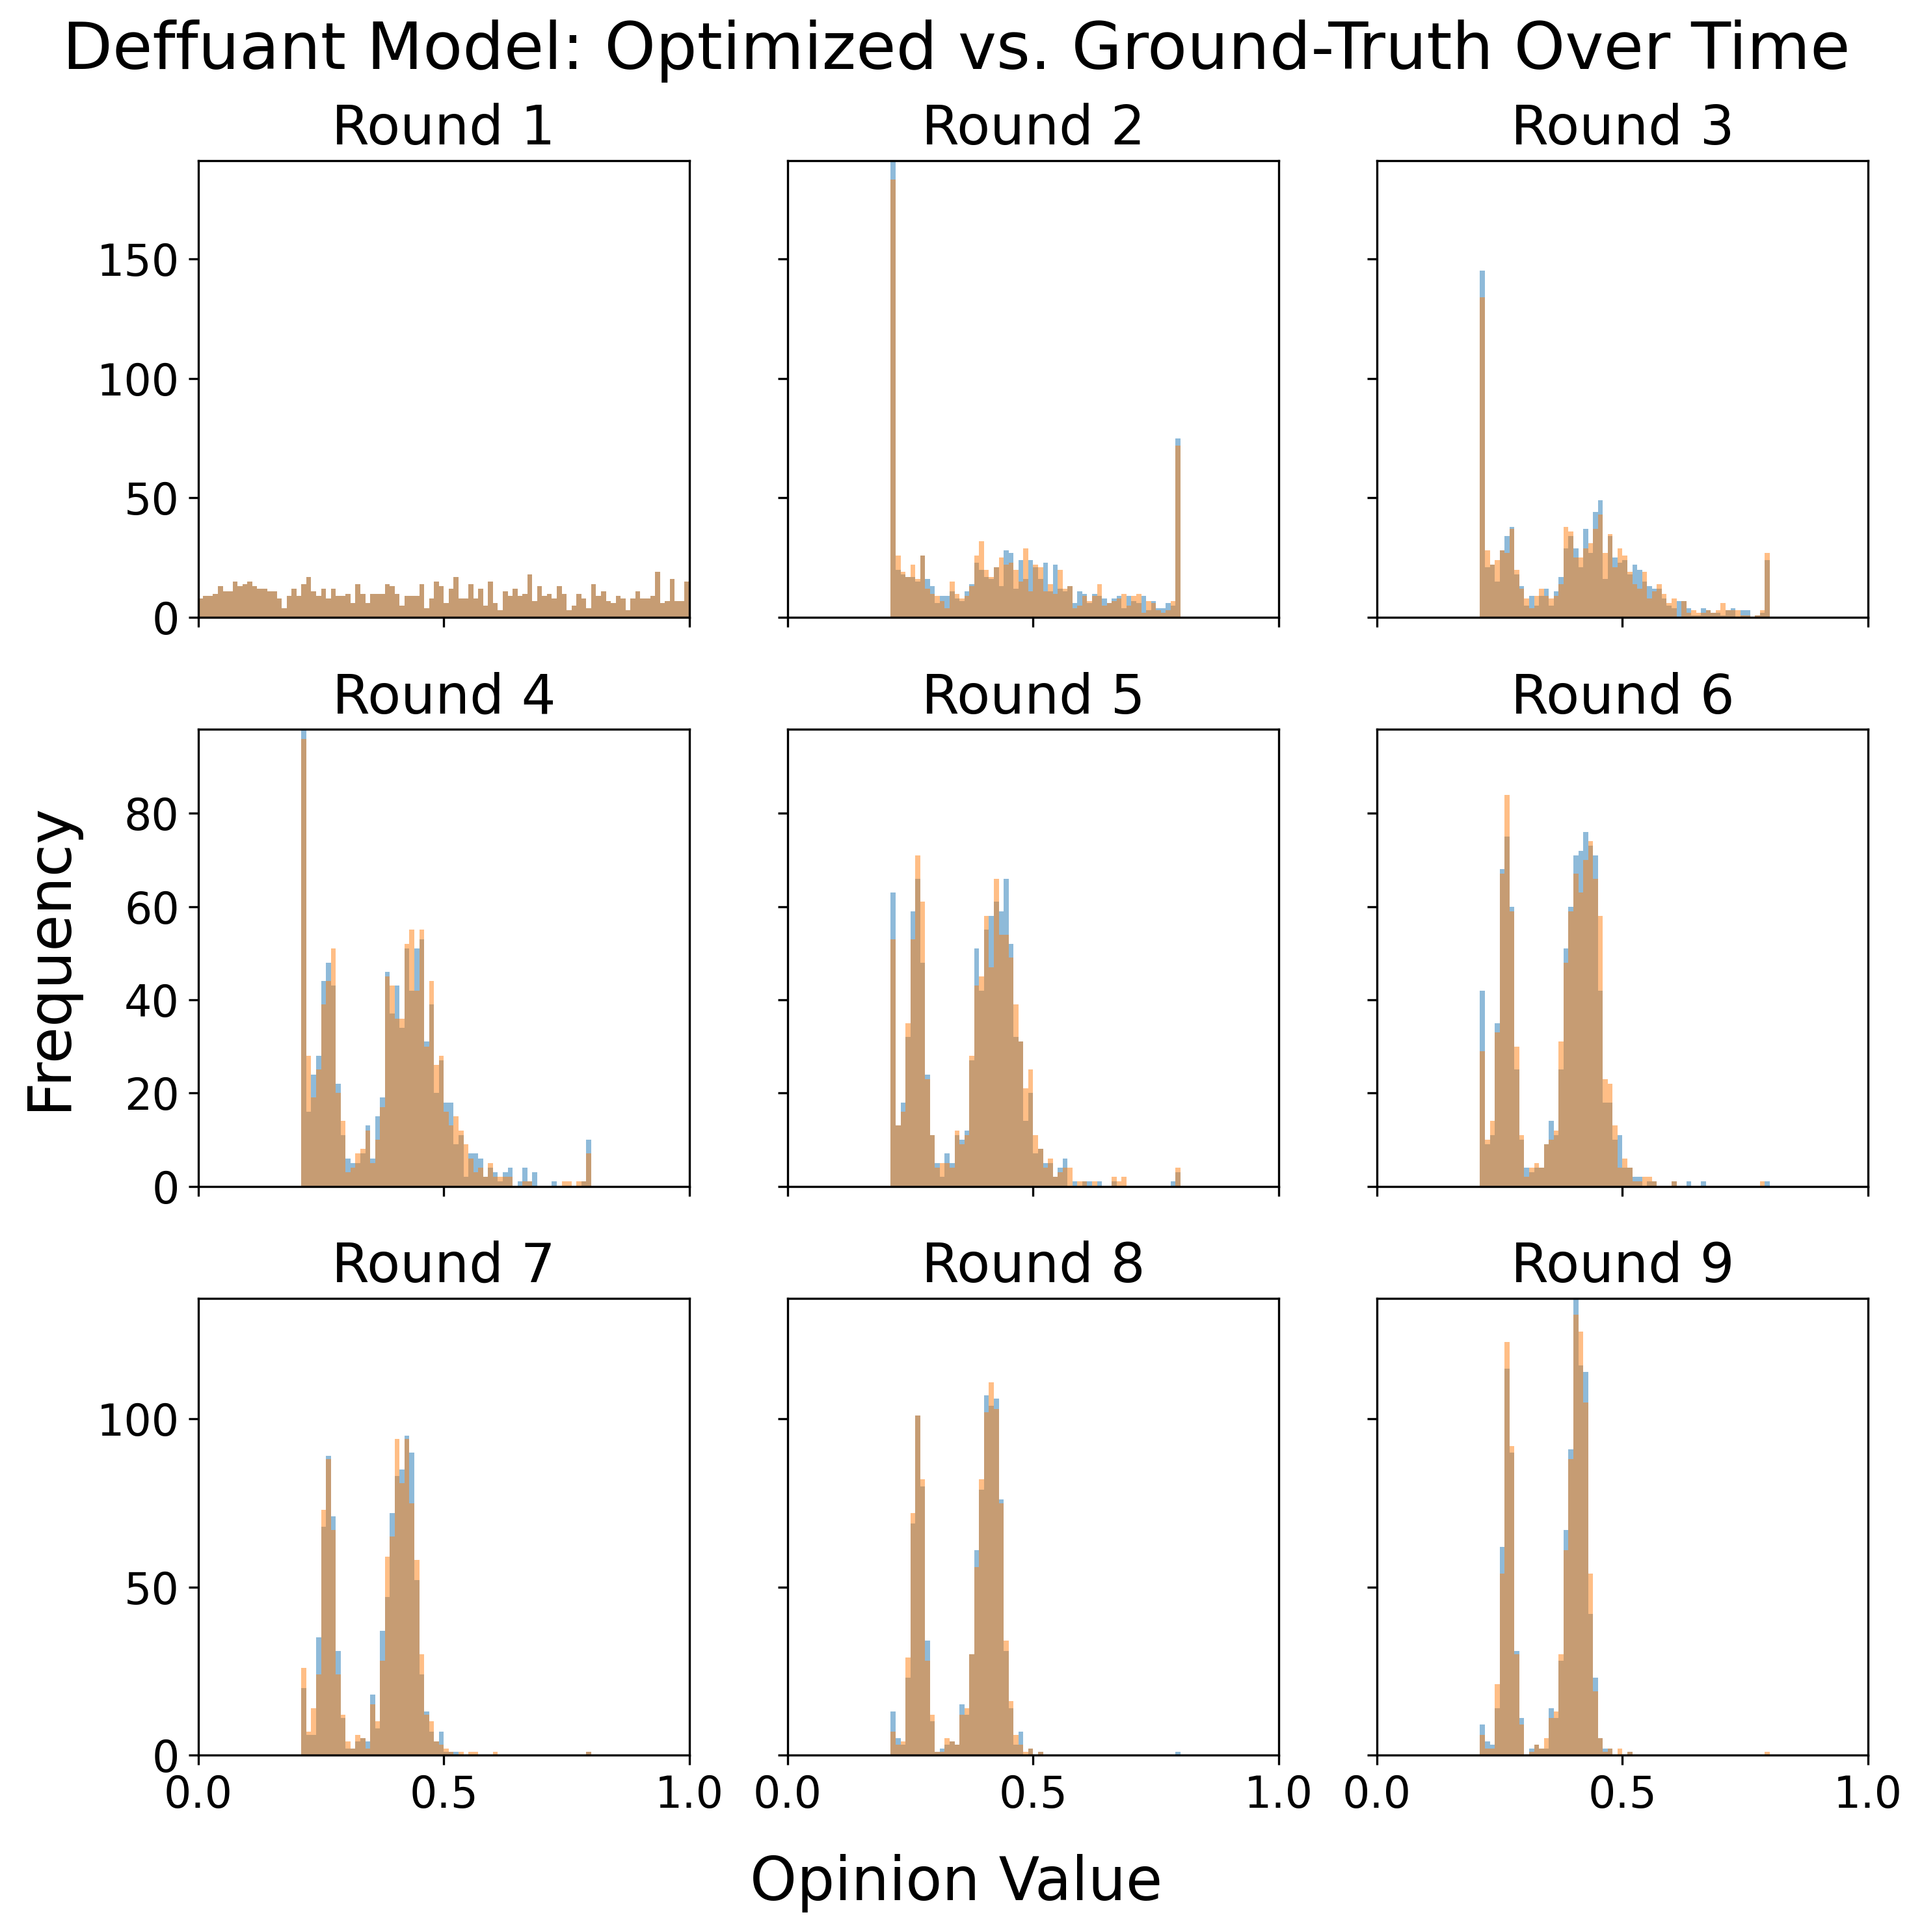 Deffuant Model: Optimized vs. Ground-Truth Over Time
Round 1
Round 2
Round 3
150
100
50
0
Round 4
Round 5
Round 6
80
60
40
20
0
Frequency
Round 7
Round 8
Round 9
100
50
0
0.0 0.5 1.0 0.0 0.5 1.0 0.0 0.5 1.0
Opinion Value